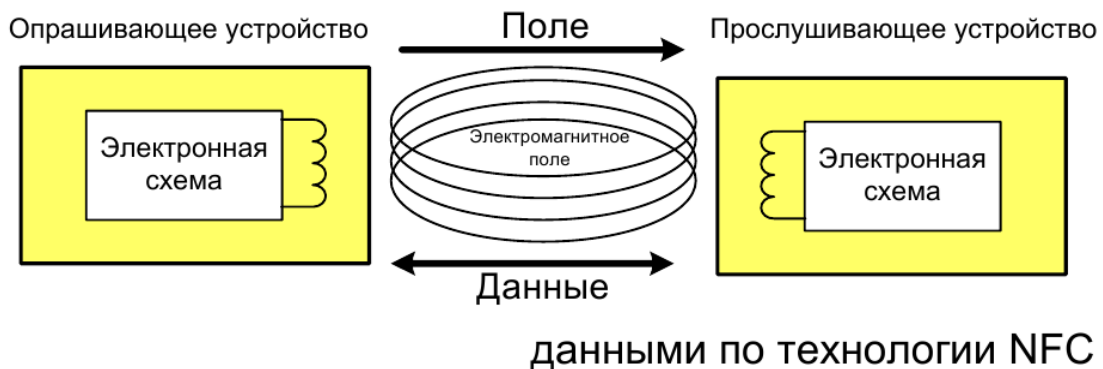 Опрашивающее устройство
Поле
Прослушивающее устройство
Электронная
схема
Электромагнитное
поле
Электронная
схема
Данные
данными по технологии NFC